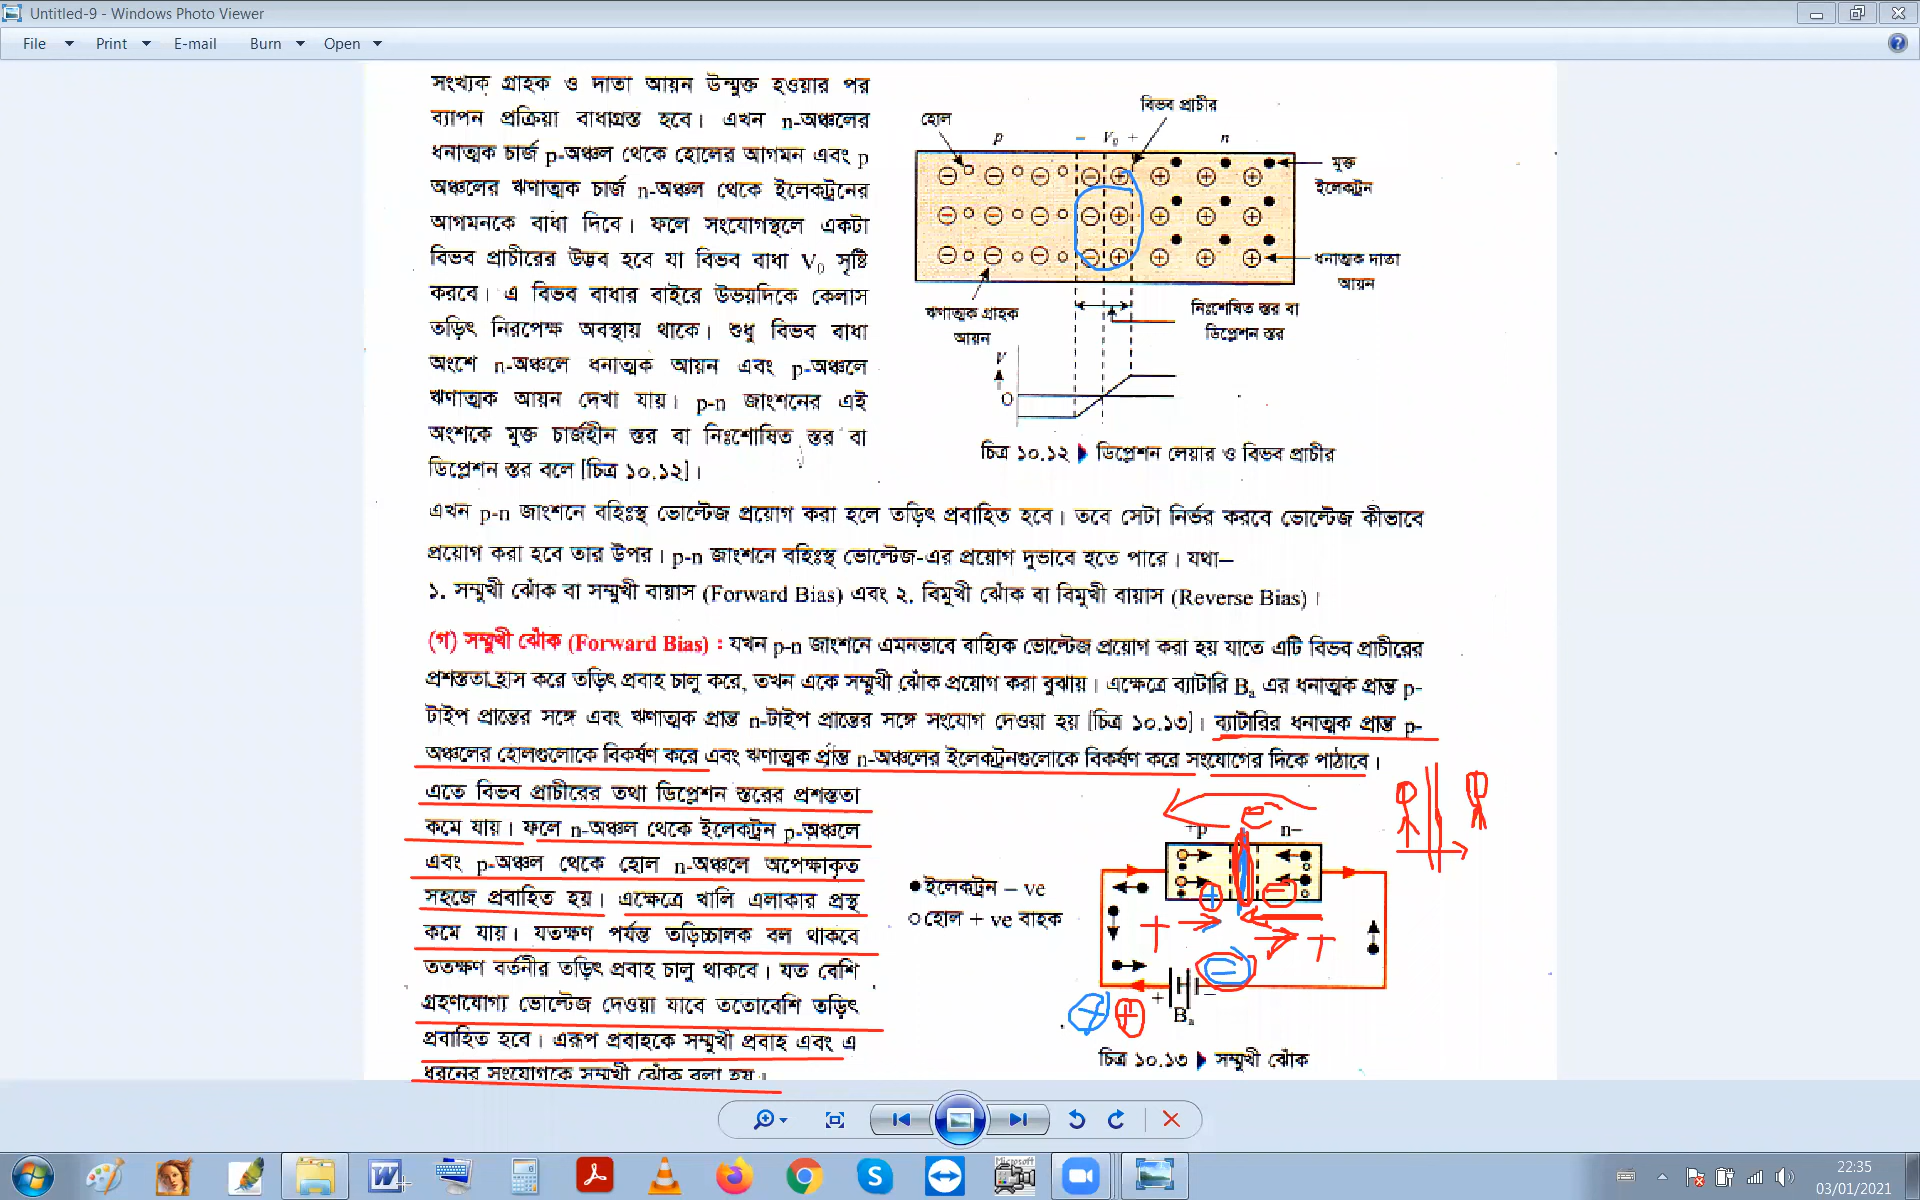 Untitled-9 - Windows Photo Viewer
File Print E-mail Burn Open
সংখ্যক গ্রাহক ও দাতা আয়ন উন্মুক্ত হওয়ার পর
ব্যাপন প্রক্রিয়া বাধাগ্রস্ত হবে। এখন n-অঞ্চলের
ধনাত্মক চার্জ p-অঞ্চল থেকে হোলের আগমন এবং p
অঞ্চলের ঋণাত্মক চার্জ n-অঞ্চল থেকে ইলেকট্রনের
আগমনকে বাধা দিবে। ফলে সংযোগস্থলে একটা
বিভব প্রাচীরের উদ্ভব হবে যা বিভব বাধা V0 সৃষ্টি
করবে। এ বিভব বাধার বাইরে উভয়দিকে কেলাস
তড়িৎ নিরপেক্ষ অবস্থায় থাকে। শুধু বিভব বাধা
অংশে n-অঞ্চলে ধনাত্মক আয়ন এবং p-অঞ্চলে
ঋণাত্মক আয়ন দেখা যায়। p-n জাংশনের এই
অংশকে মুক্ত চার্জহীন স্তর বা নিঃশোষিত স্তর বা
ডিপ্লেশন স্তর বলে [চিত্র ১০.১২]।
বিভব প্রাচীর
হোল
p - V0 + n
মুক্ত
ইলেকট্রন
ধনাত্মক দাতা
আয়ন
ঋণাত্মক গ্রাহক
আয়ন
নিঃশেষিত স্তর বা
ডিপ্লেশন স্তর
V
O
চিত্র ১০.১২ ডিপ্লেশন লেয়ার ও বিভব প্রাচীর
এখন p-n জাংশনে বহিঃস্থ ভোল্টেজ প্রয়োগ করা হলে তড়িৎ প্রবাহিত হবে। তবে সেটা নির্ভর করবে ভোল্টেজ কীভাবে
প্রয়োগ করা হবে তার উপর। p-n জাংশনে বহিঃস্থ ভোল্টেজ-এর প্রয়োগ দুভাবে হতে পারে। যথা—
১. সম্মুখী ঝোঁক বা সম্মুখী বায়াস (Forward Bias) এবং ২. বিমুখী ঝোঁক বা বিমুখী বায়াস (Reverse Bias)।
(গ) সম্মুখী ঝোঁক (Forward Bias) : যখন p-n জাংশনে এমনভাবে বাহ্যিক ভোল্টেজ প্রয়োগ করা হয় যাতে এটি বিভব প্রাচীরের
প্রশস্ততা হ্রাস করে তড়িৎ প্রবাহ চালু করে, তখন একে সম্মুখী ঝোঁক প্রয়োগ করা বুঝায়। এক্ষেত্রে ব্যাটারি Ba এর ধনাত্মক প্রান্ত p-
টাইপ প্রান্তের সঙ্গে এবং ঋণাত্মক প্রান্ত n-টাইপ প্রান্তের সঙ্গে সংযোগ দেওয়া হয় [চিত্র ১০.১৩]। ব্যাটারির ধনাত্মক প্রান্ত p-
অঞ্চলের হোলগুলোকে বিকর্ষণ করে এবং ঋণাত্মক প্রান্ত n-অঞ্চলের ইলেকট্রনগুলোকে বিকর্ষণ করে সংযোগের দিকে পাঠাবে।
এতে বিভব প্রাচীরের তথা ডিপ্লেশন স্তরের প্রশস্ততা
কমে যায়। ফলে n-অঞ্চল থেকে ইলেকট্রন p-অঞ্চলে
এবং p-অঞ্চল থেকে হোল n-অঞ্চলে অপেক্ষাকৃত
সহজে প্রবাহিত হয়। এক্ষেত্রে খালি এলাকার প্রস্থ
কমে যায়। যতক্ষণ পর্যন্ত তড়িচ্চালক বল থাকবে
ততক্ষণ বর্তনীর তড়িৎ প্রবাহ চালু থাকবে। যত বেশি
গ্রহণযোগ্য ভোল্টেজ দেওয়া যাবে ততোবেশি তড়িৎ
প্রবাহিত হবে। এরূপ প্রবাহকে সম্মুখী প্রবাহ এবং এ
ধরনের সংযোগকে সম্মুখী ঝোঁক বলা হয়।
e-
+p n–
ইলেকট্রন – ve
হোল + ve বাহক
+ –
Ba
চিত্র ১০.১৩ সম্মুখী ঝোঁক
22:35
03/01/2021